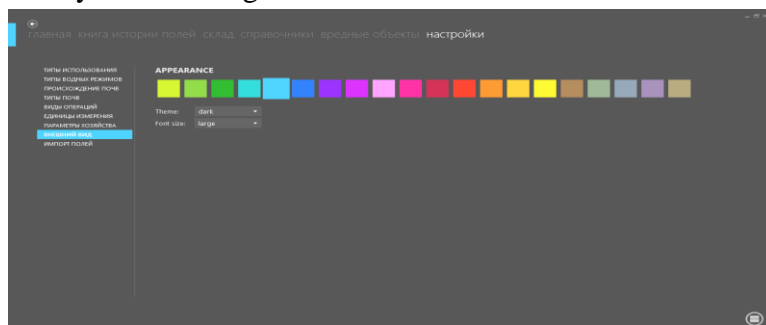 главная книга истории полей склад справочники вредные объекты настройки
ТИПЫ ИСПОЛЬЗОВАНИЯ
ТИПЫ ВОДНЫХ РЕЖИМОВ
ПРОИСХОЖДЕНИЕ ПОЧВ
ТИПЫ ПОЧВ
ВИДЫ ОПЕРАЦИЙ
ЕДИНИЦЫ ИЗМЕРЕНИЯ
ПАРАМЕТРЫ ХОЗЯЙСТВА
ВНЕШНИЙ ВИД
ИМПОРТ ПОЛЕЙ
APPEARANCE
Theme: dark
Font size: large